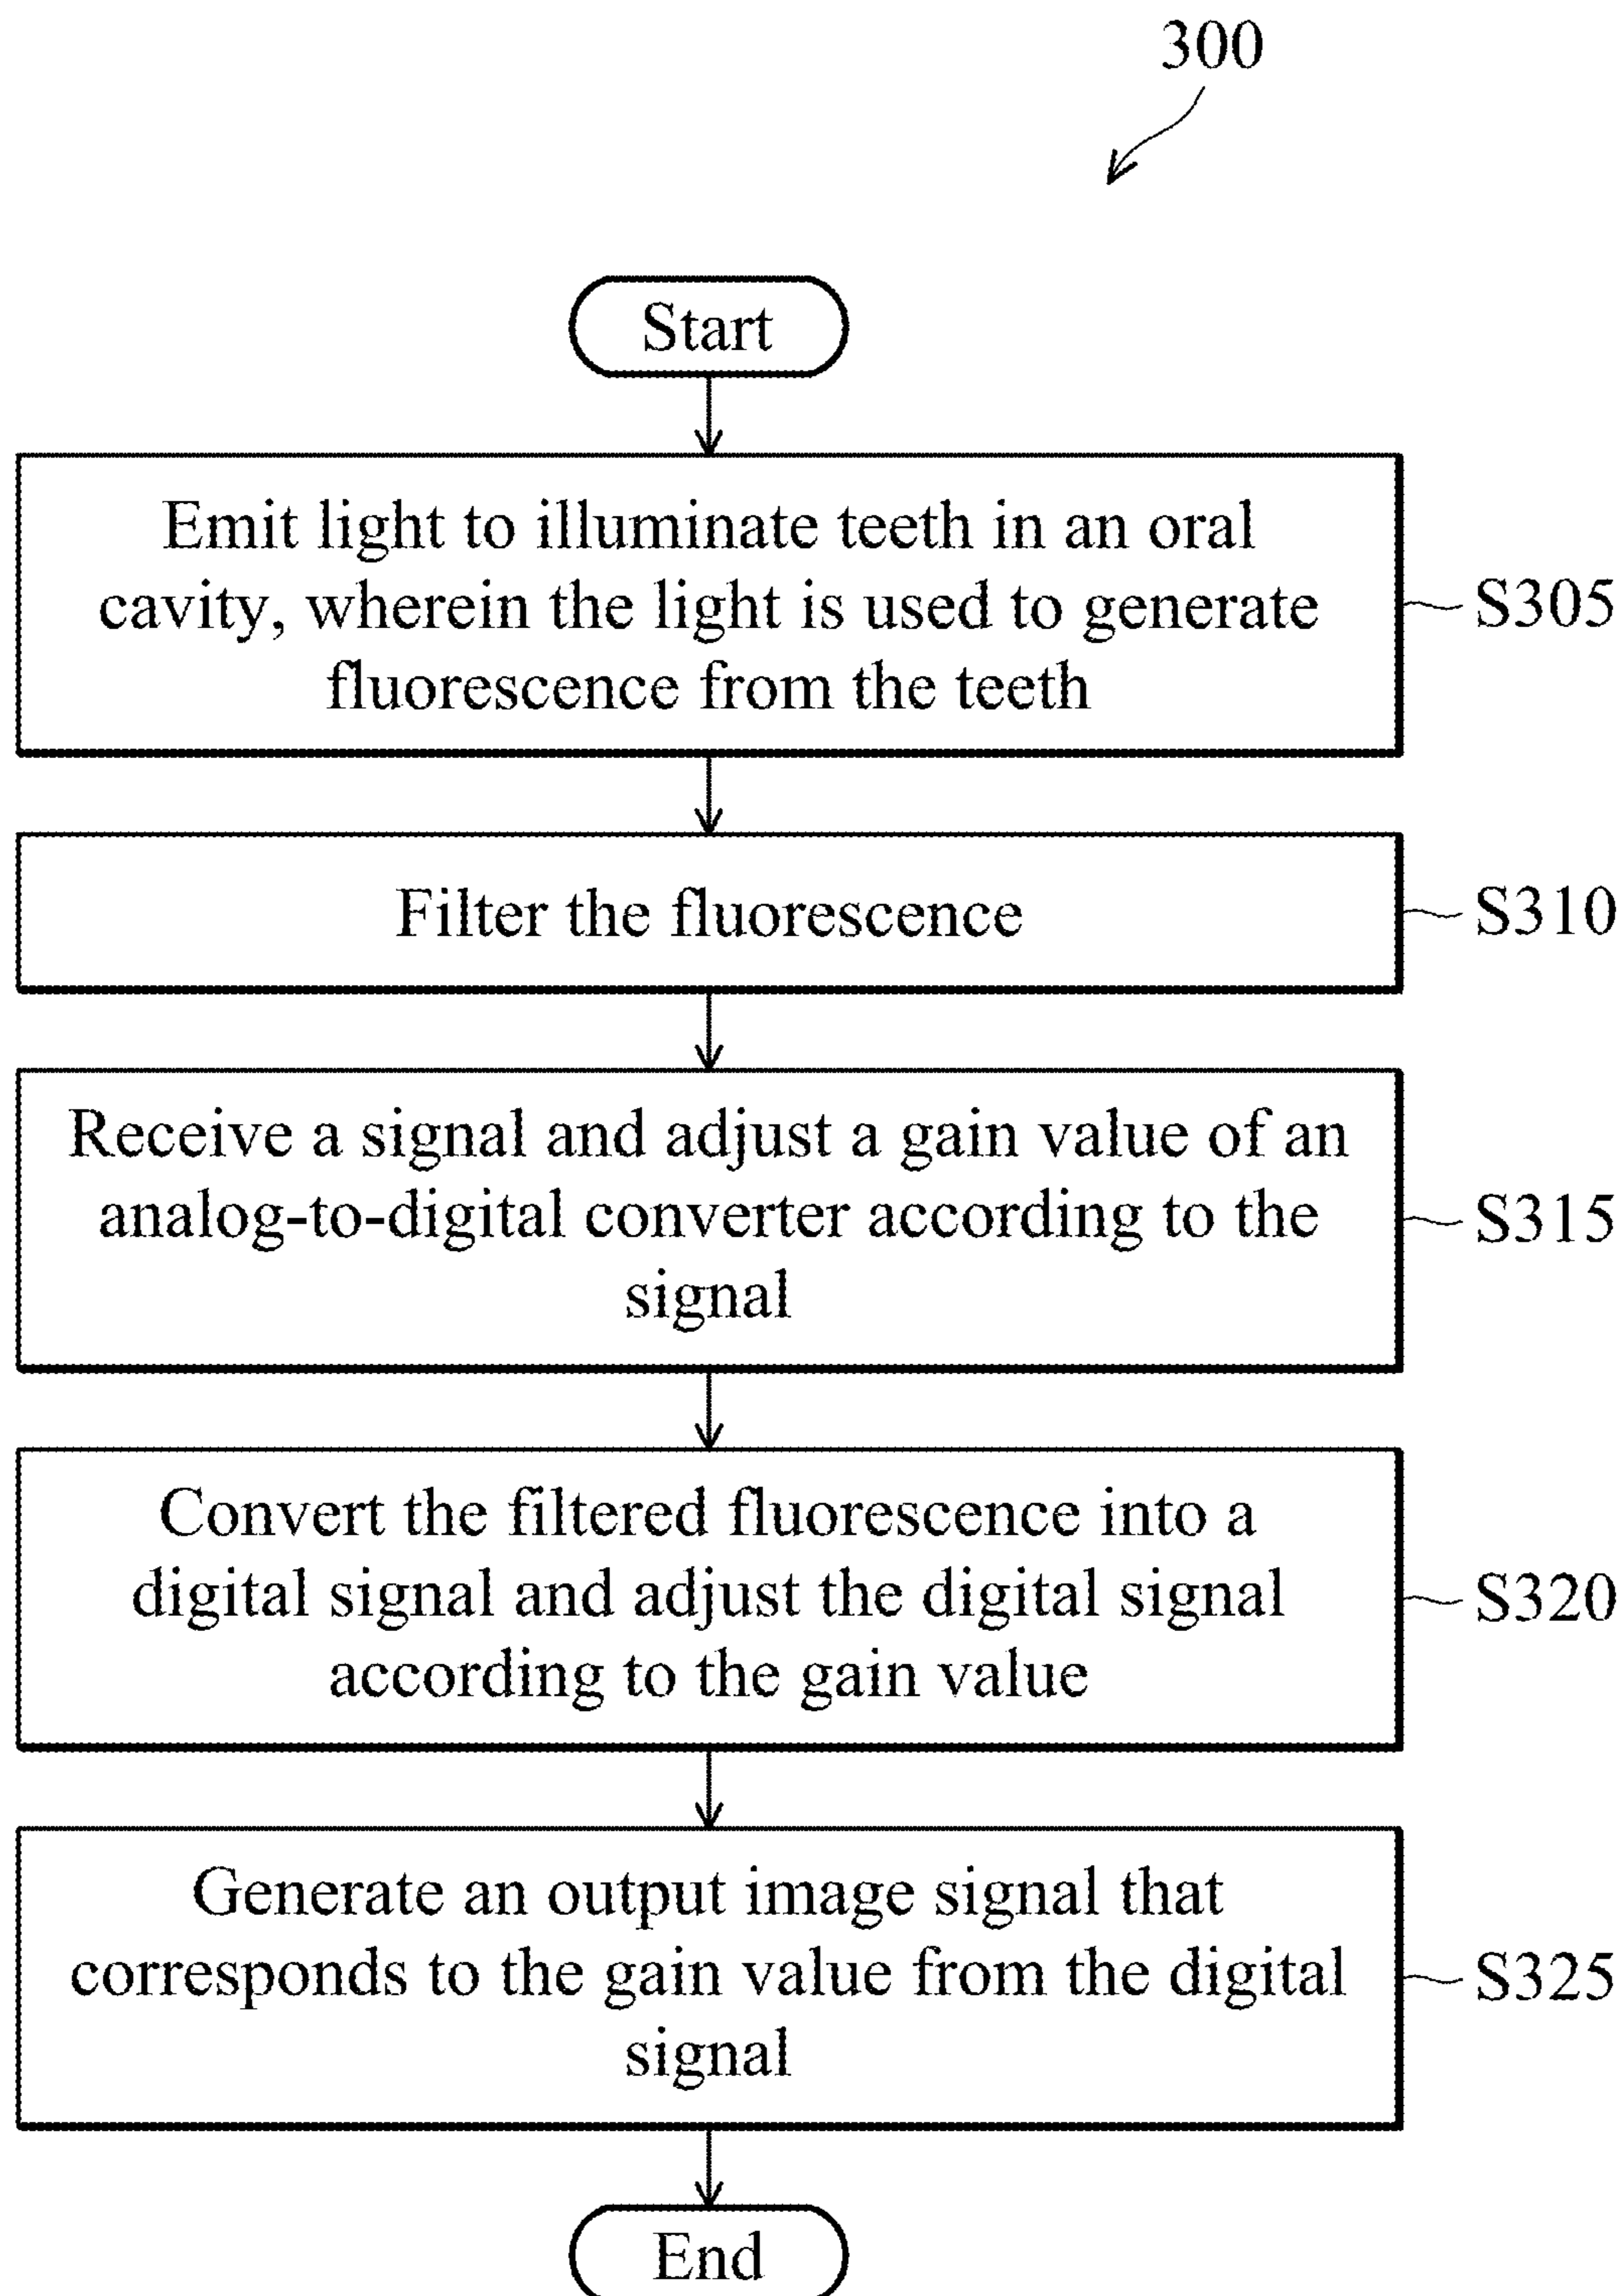 300
Start
Emit light to illuminate teeth in an oral
cavity, wherein the light is used to generate
fluorescence from the teeth
S305
Filter the fluorescence
S310
Receive a signal and adjust a gain value of an
analog-to-digital converter according to the
signal
S315
Convert the filtered fluorescence into a
digital signal and adjust the digital signal
according to the gain value
S320
Generate an output image signal that
corresponds to the gain value from the digital
signal
S325
End